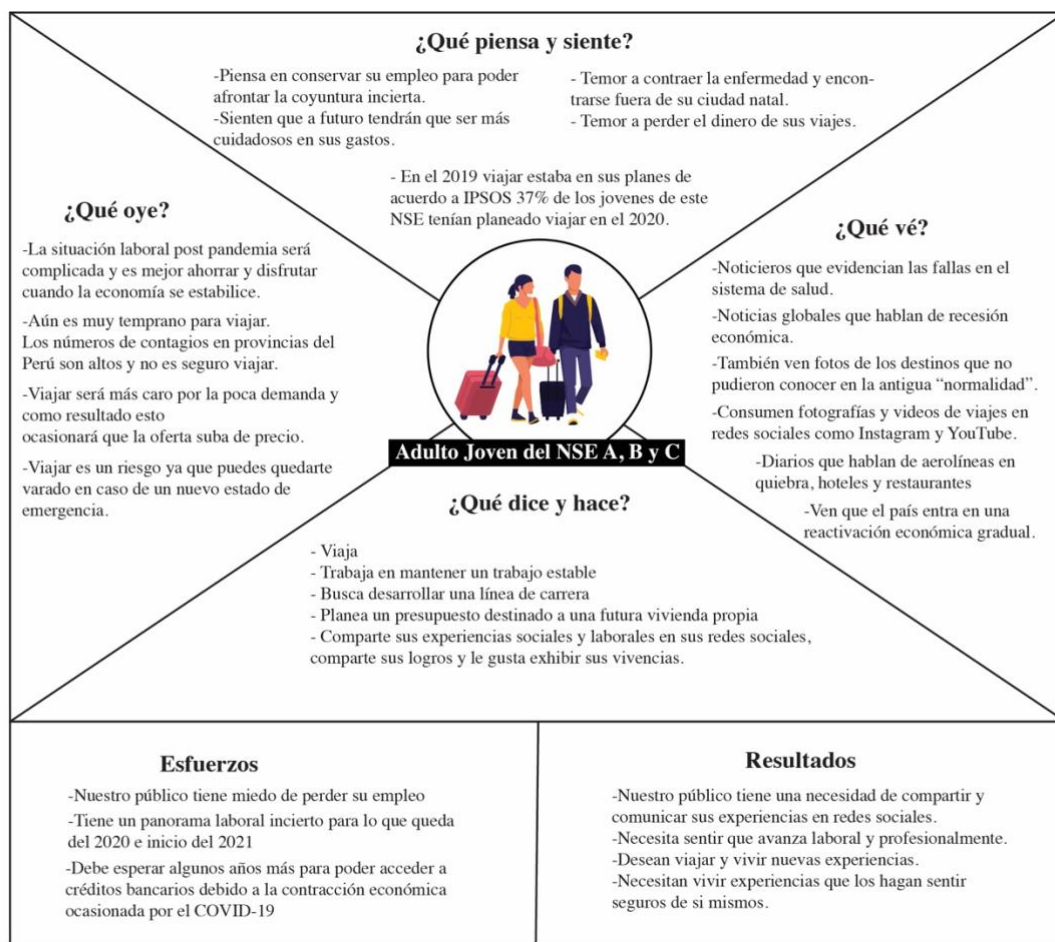 ¿Qué piensa y siente?
-Piensa en conservar su empleo para poder
afrontar la coyuntura incierta.
-Sienten que a futuro tendrán que ser más
cuidadosos en sus gastos.
- Temor a contraer la enfermedad y encon-
trarse fuera de su ciudad natal.
- Temor a perder el dinero de sus viajes.
- En el 2019 viajar estaba en sus planes de
acuerdo a IPSOS 37% de los jovenes de este
NSE tenían planeado viajar en el 2020.
¿Qué oye?
-La situación laboral post pandemia será
complicada y es mejor ahorrar y disfrutar
cuando la economía se estabilice.
-Aún es muy temprano para viajar.
Los números de contagios en provincias del
Perú son altos y no es seguro viajar.
-Viajar será más caro por la poca demanda y
como resultado esto
ocasionará que la oferta suba de precio.
-Viajar es un riesgo ya que puedes quedarte
varado en caso de un nuevo estado de
emergencia.
¿Qué vé?
-Noticieros que evidencian las fallas en el
sistema de salud.
-Noticias globales que hablan de recesión
económica.
-También ven fotos de los destinos que no
pudieron conocer en la antigua “normalidad”.
-Consumen fotografías y videos de viajes en
redes sociales como Instagram y YouTube.
-Diarios que hablan de aerolíneas en
quiebra, hoteles y restaurantes
-Ven que el país entra en una
reactivación económica gradual.
Adulto Joven del NSE A, B y C
¿Qué dice y hace?
- Viaja
- Trabaja en mantener un trabajo estable
- Busca desarrollar una línea de carrera
- Planea un presupuesto destinado a una futura vivienda propia
- Comparte sus experiencias sociales y laborales en sus redes sociales,
comparte sus logros y le gusta exhibir sus vivencias.
Esfuerzos
-Nuestro público tiene miedo de perder su empleo
-Tiene un panorama laboral incierto para lo que queda
del 2020 e inicio del 2021
-Debe esperar algunos años más para poder acceder a
créditos bancarios debido a la contracción económica
ocasionada por el COVID-19
Resultados
-Nuestro público tiene una necesidad de compartir y
comunicar sus experiencias en redes sociales.
-Necesita sentir que avanza laboral y profesionalmente.
-Desean viajar y vivir nuevas experiencias.
-Necesitan vivir experiencias que los hagan sentir
seguros de si mismos.